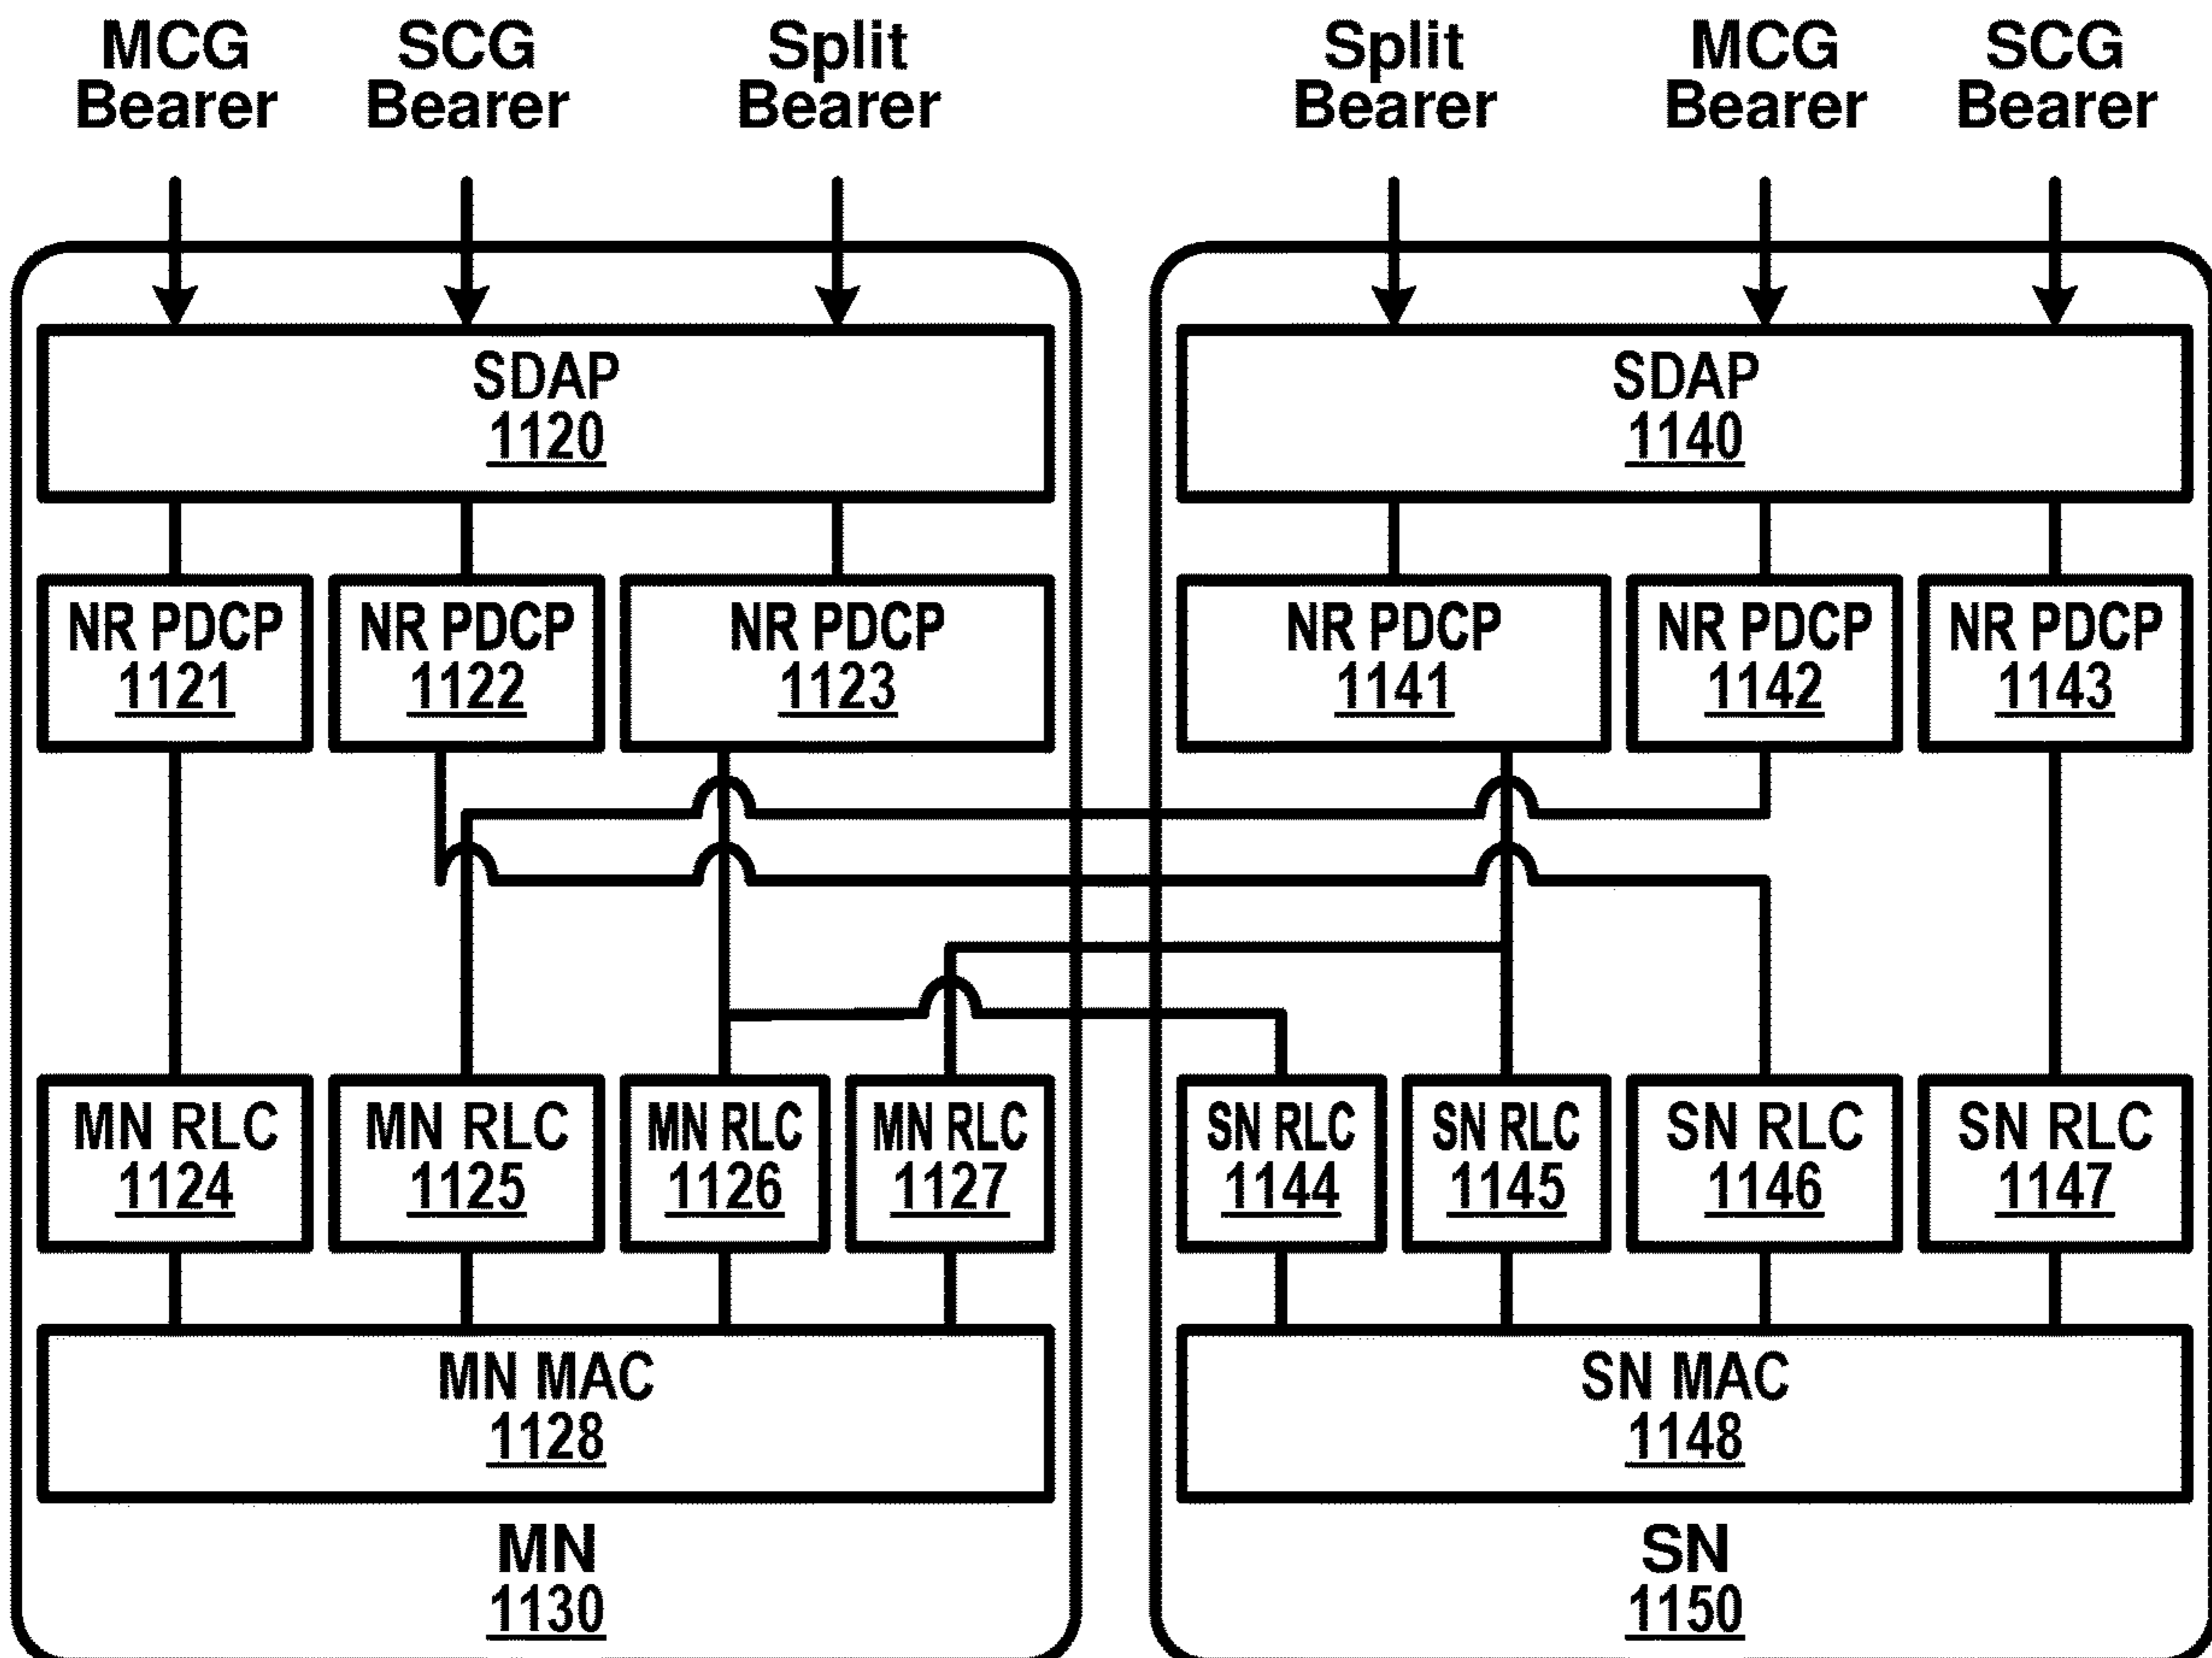 MCG
Bearer
SCG
Bearer
Split
Bearer
Split
Bearer
MCG
Bearer
SCG
Bearer
SDAP
1120
SDAP
1140
NR PDCP
1121
NR PDCP
1122
NR PDCP
1123
NR PDCP
1141
NR PDCP
1142
NR PDCP
1143
MN RLC
1124
MN RLC
1125
MN RLC
1126
MN RLC
1127
SN RLC
1144
SN RLC
1145
SN RLC
1146
SN RLC
1147
MN MAC
1128
SN MAC
1148
MN
1130
SN
1150